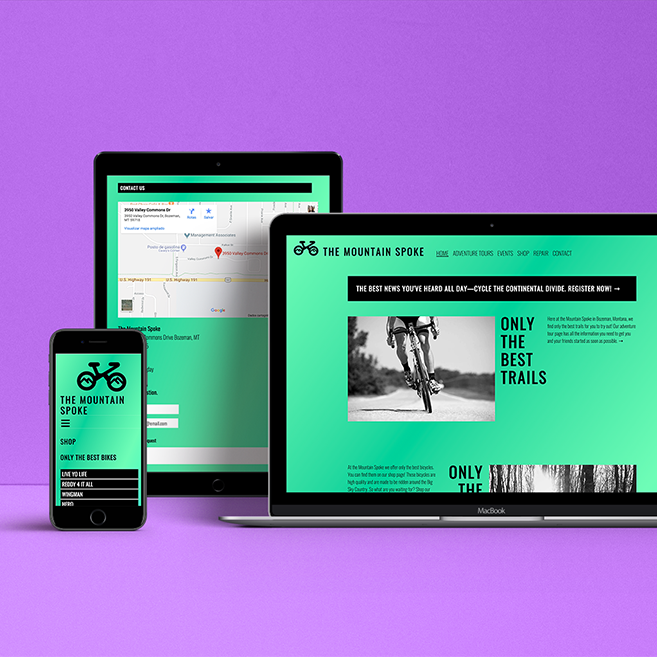 CONTACT US
3950 Valley Commons Dr
3950 Valley Commons Dr, Bozeman,
MT 59718
Rutas
Guardar
Visualizar mapa ampliado
Management Associates
Puesto de gasolina
3950 Valley Commons Dr
U.S. Highway 191
U.S. Highway 191
Google
The Mountain Spoke
Commons Drive Bozeman, MT
THE MOUNTAIN SPOKE
HOME ADVENTURE TOURS EVENTS SHOP REPAIR CONTACT
THE BEST NEWS YOU'VE HEARD ALL DAY—CYCLE THE CONTINENTAL DIVIDE. REGISTER NOW! →
ONLY
THE
BEST
TRAILS
Here at the Mountain Spoke in Bozeman, Montana, we
find only the best trails for you to try out! Our adventure
tour page has all the information you need to get you
and your friends started as soon as possible. →
At the Mountain Spoke we offer only the best bicycles.
You can find them on our shop page! These bicycles are
high quality and are made to be ridden around the Big
Sky Country. So what are you waiting for? Shop our
ONLY
THE
MacBook
THE MOUNTAIN
SPOKE
SHOP
ONLY THE BEST BIKES
LIVE YO LIFE
REDDY 4 IT ALL
WINGMAN
HERO